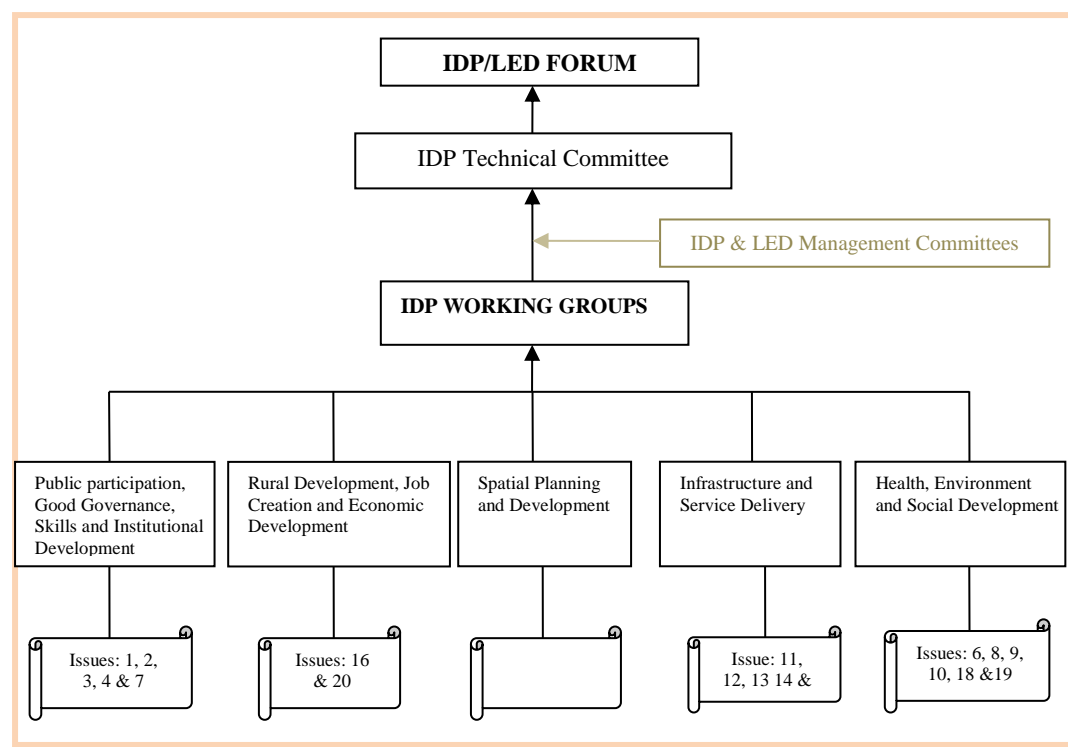 IDP/LED FORUM
IDP Technical Committee
IDP & LED Management Committees
IDP WORKING GROUPS
Public participation,
Good Governance,
Skills and Institutional
Development
Rural Development, Job
Creation and Economic
Development
Spatial Planning
and Development
Infrastructure and
Service Delivery
Health, Environment
and Social Development
Issues: 1, 2,
3, 4 & 7
Issues: 16
& 20
Issue: 11,
12, 13 14 &
Issues: 6, 8, 9,
10, 18 &19